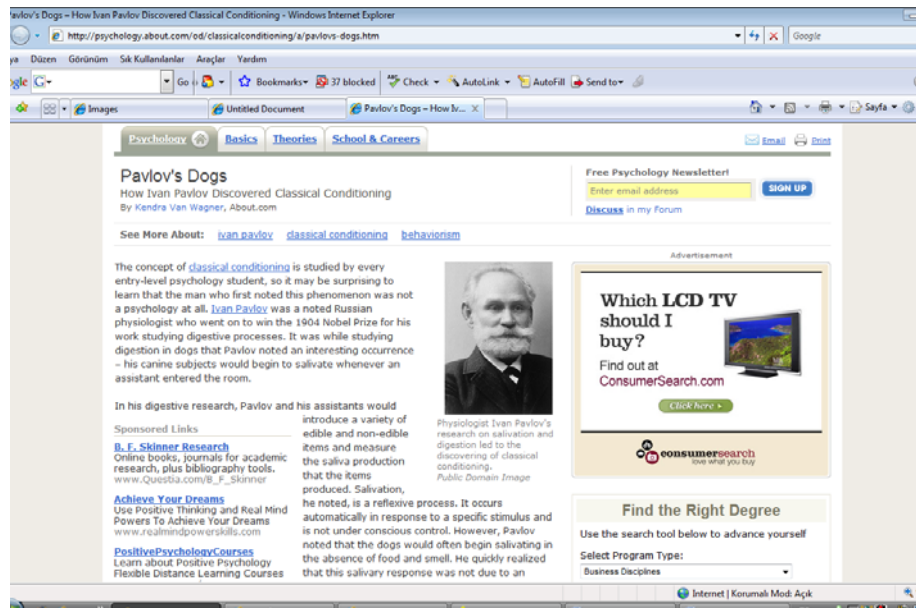 Pavlov's Dogs – How Ivan Pavlov Discovered Classical Conditioning - Windows Internet Explorer
http://psychology.about.com/od/classicalconditioning/a/pavlovs-dogs.htm
Google
Düzen Görünüm Sık Kullanılanlar Araçlar Yardım
G Go Bookmarks 37 blocked Check AutoLink AutoFill Send to
Images
Untitled Document
Pavlov's Dogs – How Iv...
Sayfa
Psychology
Basics
Theories
School & Careers
Email
Print
Pavlov's Dogs
How Ivan Pavlov Discovered Classical Conditioning
By Kendra Van Wagner, About.com
Free Psychology Newsletter!
Enter email address
SIGN UP
Discuss in my Forum
See More About: ivan pavlov classical conditioning behaviorism
The concept of classical conditioning is studied by every
entry-level psychology student, so it may be surprising to
learn that the man who first noted this phenomenon was not
a psychology at all. Ivan Pavlov was a noted Russian
physiologist who went on to win the 1904 Nobel Prize for his
work studying digestive processes. It was while studying
digestion in dogs that Pavlov noted an interesting occurrence
– his canine subjects would begin to salivate whenever an
assistant entered the room.
In his digestive research, Pavlov and his assistants would
introduce a variety of
edible and non-edible
items and measure
the saliva production
that the items
produced. Salivation,
he noted, is a reflexive process. It occurs
automatically in response to a specific stimulus and
is not under conscious control. However, Pavlov
noted that the dogs would often begin salivating in
the absence of food and smell. He quickly realized
that this salivary response was not due to an
Physiologist Ivan Pavlov's
research on salivation and
digestion led to the
discovering of classical
conditioning.
Public Domain Image
Sponsored Links
B. F. Skinner Research
Online books, journals for academic
research, plus bibliography tools.
www.Questia.com/B_F_Skinner
Achieve Your Dreams
Use Positive Thinking and Real Mind
Powers To Achieve Your Dreams
www.realmindpowerskills.com
PositivePsychologyCourses
Learn about Positive Psychology
Flexible Distance Learning Courses
Advertisement
Which LCD TV
should I
buy?
Find out at
ConsumerSearch.com
Click here
consumersearch
love what you buy
Find the Right Degree
Use the search tool below to advance yourself
Select Program Type:
Business Disciplines
Internet | Korumalı Mod: Açık